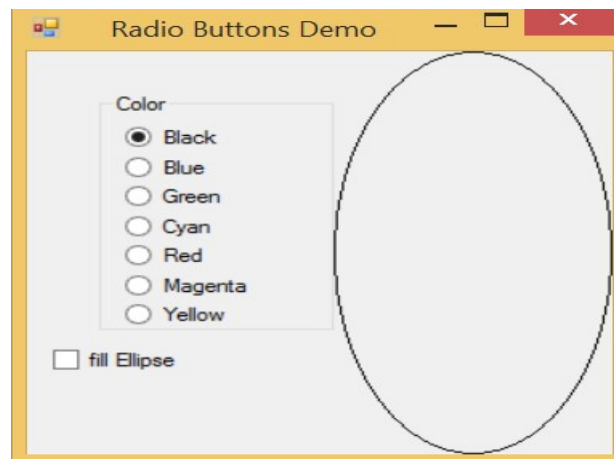 Radio Buttons Demo
Color
Black
Blue
Green
Cyan
Red
Magenta
Yellow
fill Ellipse